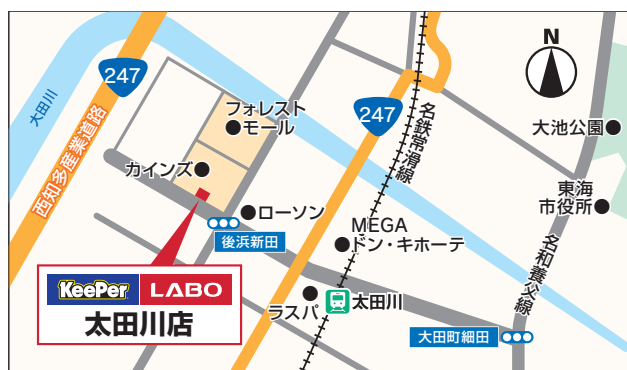 N
247
大田川
西知多産業道路
フォレスト
モール
カインズ
247
名鉄常滑線
大池公園
東海
市役所
ローソン
後浜新田
MEGA
ドン・キホーテ
名和養父線
KeePer LABO
太田川店
ラスパ
太田川
大田町細田